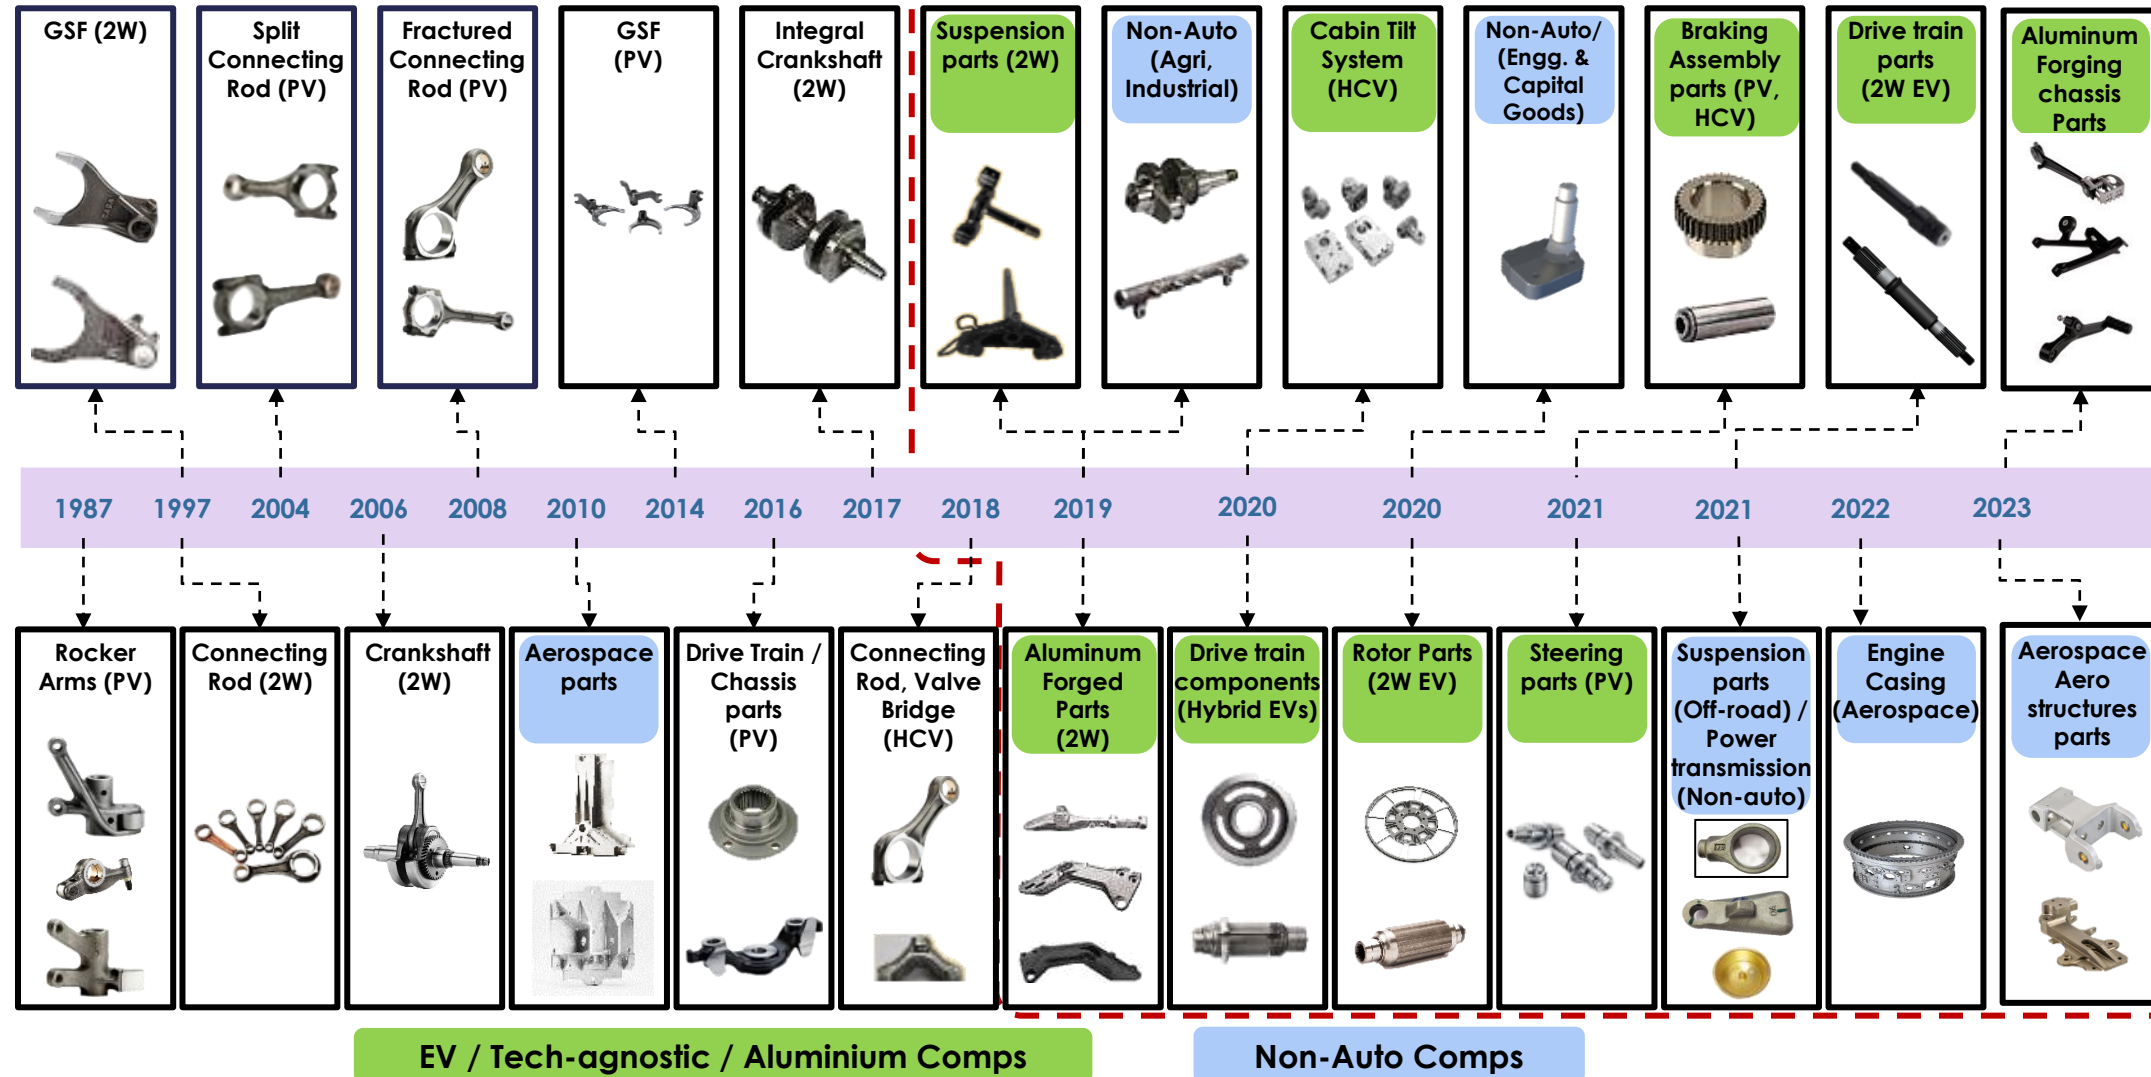 GSF (2W)
Split
Connecting
Rod (PV)
Fractured
Connecting
Rod (PV)
GSF
(PV)
Integral
Crankshaft
(2W)
Suspension
parts (2W)
Non-Auto
(Agri,
Industrial)
Cabin Tilt
System
(HCV)
Non-Auto/
(Engg. &
Capital
Goods)
Braking
Assembly
parts (PV,
HCV)
Drive train
parts
(2W EV)
Aluminum
Forging
chassis
Parts
1987 1997 2004 2006 2008 2010 2014 2016 2017 2018 2019 2020 2020 2021 2021 2022 2023
Rocker
Arms (PV)
Connecting
Rod (2W)
Crankshaft
(2W)
Aerospace
parts
Drive Train /
Chassis
parts
(PV)
Connecting
Rod, Valve
Bridge
(HCV)
Aluminum
Forged
Parts
(2W)
Drive train
components
(Hybrid EVs)
Rotor Parts
(2W EV)
Steering
parts (PV)
Suspension
parts
(Off-road) /
Power
transmission
(Non-auto)
Engine
Casing
(Aerospace)
Aerospace
Aero
structures
parts
EV / Tech-agnostic / Aluminium Comps
Non-Auto Comps